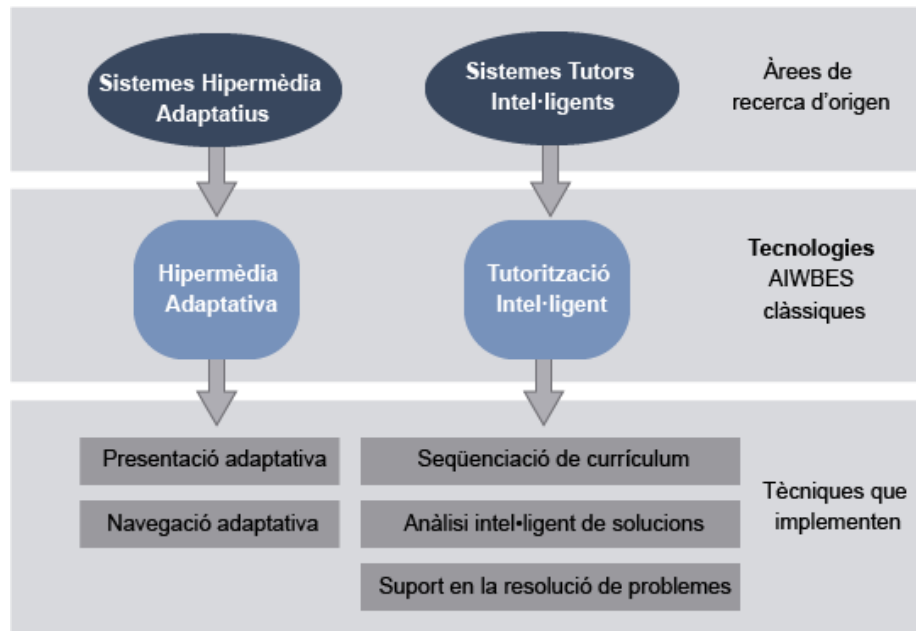 Sistemes Hipermèdia
Adaptatius
Sistemes Tutors
Intel·ligents
Àrees de
recerca d’origen
Hipermèdia
Adaptativa
Tutorització
Intel·ligent
Tecnologies
AIWBES
clàssiques
Presentació adaptativa
Navegació adaptativa
Seqüenciació de currículum
Anàlisi intel•ligent de solucions
Suport en la resolució de problemes
Tècniques que
implementen